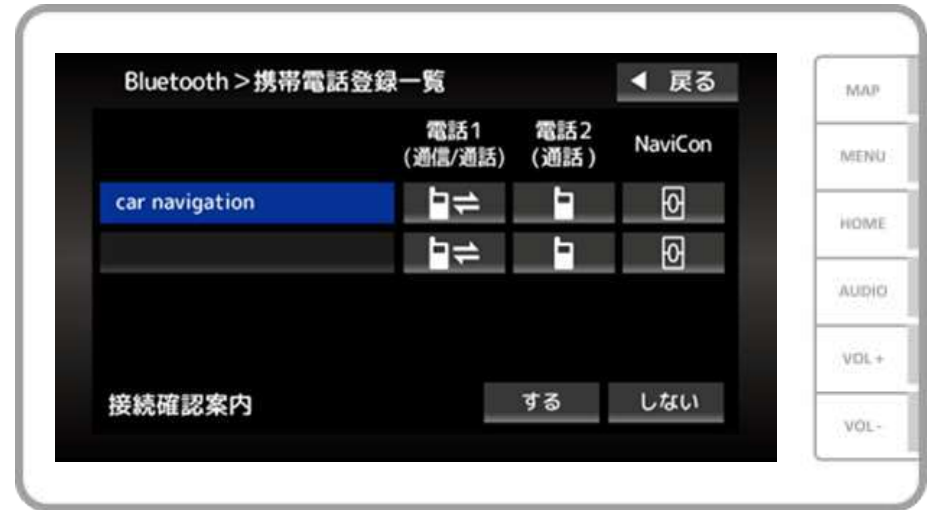 Bluetooth＞携帯電話登録一覧
◀ 戻る
電話1
(通信/通話)
電話2
(通話)
NaviCon
car navigation
接続確認案内
する
しない
MAP
MENU
HOME
AUDIO
VOL +
VOL -